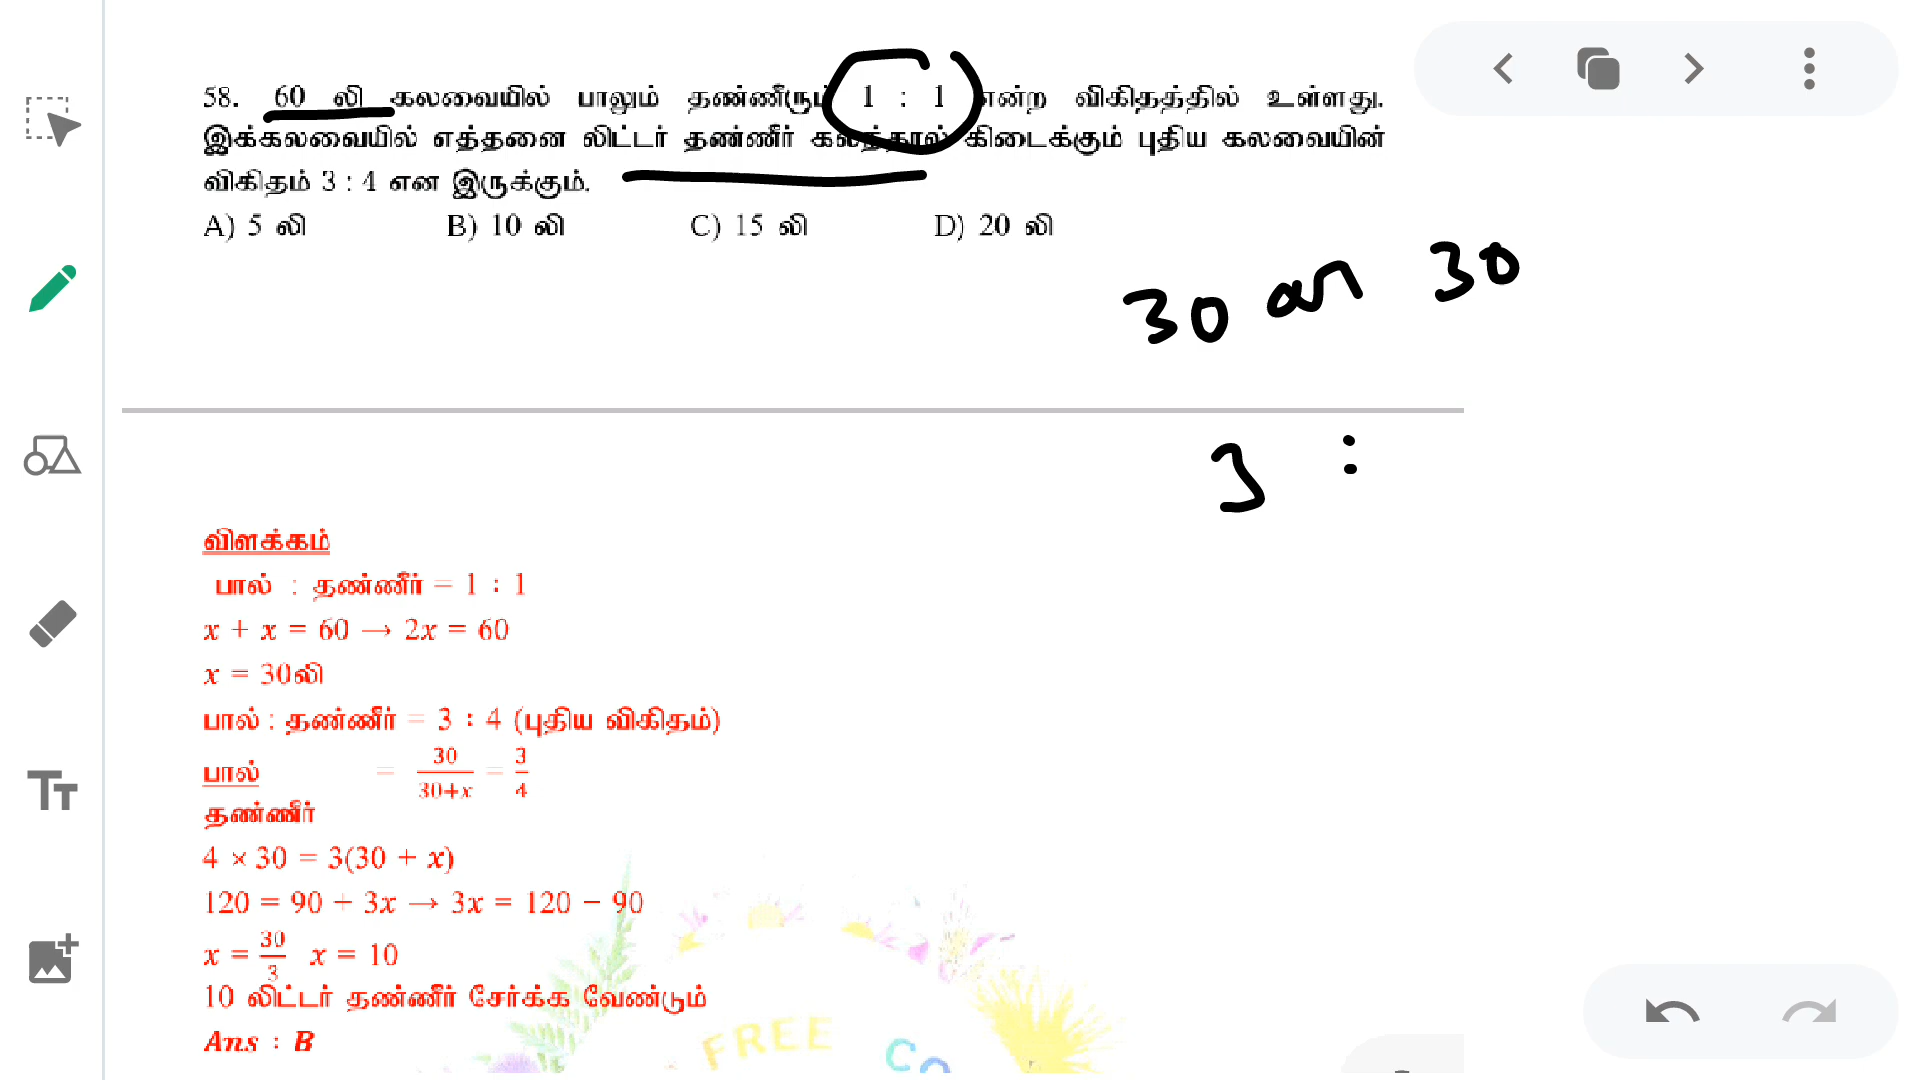 58. 60 லி கலவையில் பாலும் தண்ணீரும் 1 : 1 என்ற விகிதத்தில் உள்ளது.
இக்கலவையில் எத்தனை லிட்டர் தண்ணீர் கலந்தால் கிடைக்கும் புதிய கலவையின்
விகிதம் 3 : 4 என இருக்கும்.
A) 5 லி B) 10 லி C) 15 லி D) 20 லி
30 30
3 :
விளக்கம்
பால் : தண்ணீர் = 1 : 1
x + x = 60 → 2x = 60
x = 30லி
பால் : தண்ணீர் = 3 : 4 (புதிய விகிதம்)
பால்/தண்ணீர் = 30/30+x = 3/4
4 × 30 = 3(30 + x)
120 = 90 + 3x → 3x = 120 − 90
x = 30/3 x = 10
10 லிட்டர் தண்ணீர் சேர்க்க வேண்டும்
Ans : B
FREE
CO
TT